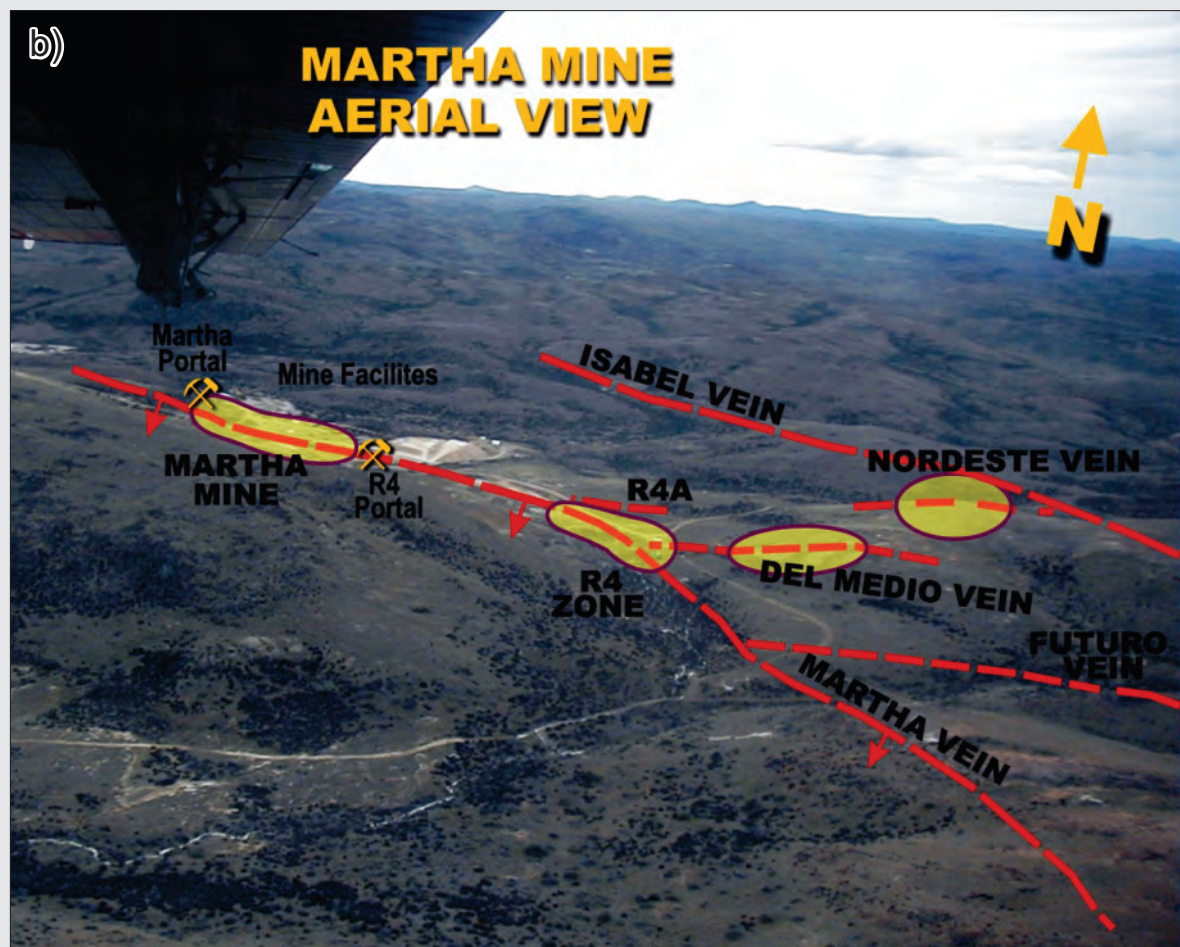 b)
MARTHA MINE
AERIAL VIEW
N
Martha
Portal
Mine Facilites
ISABEL VEIN
MARTHA
MINE
R4
Portal
R4A
NORDESTE VEIN
R4
ZONE
DEL MEDIO VEIN
FUTURO
VEIN
MARTHA VEIN